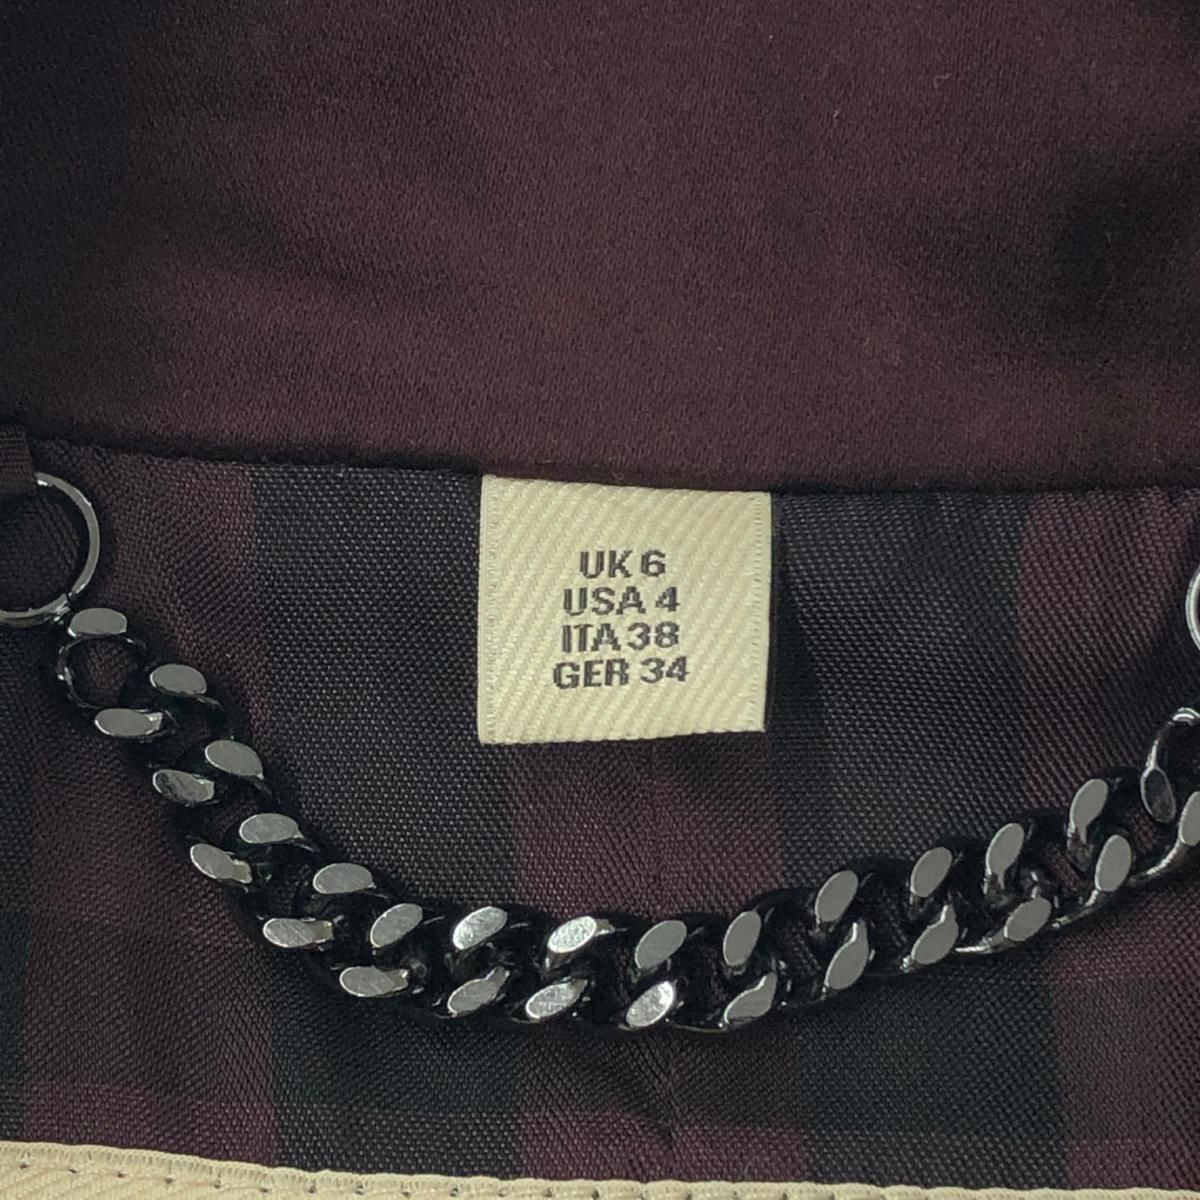 UK 6
USA 4
ITA 38
GER 34